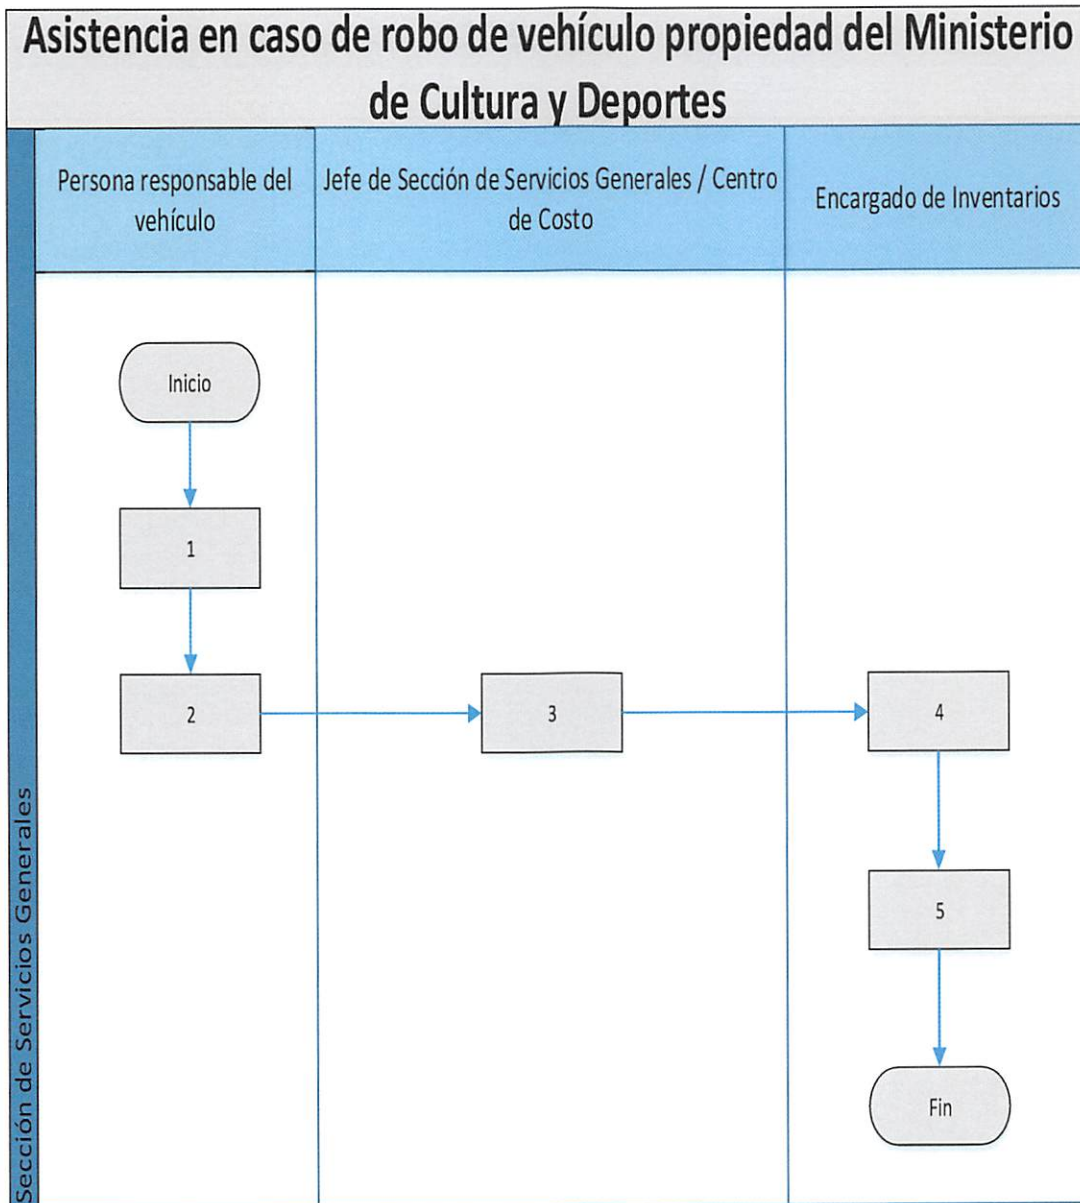 Asistencia en caso de robo de vehículo propiedad del Ministerio
de Cultura y Deportes
Persona responsable del
vehículo
Jefe de Sección de Servicios Generales / Centro
de Costo
Encargado de Inventarios
Sección de Servicios Generales
Inicio
1
2
3
4
5
Fin